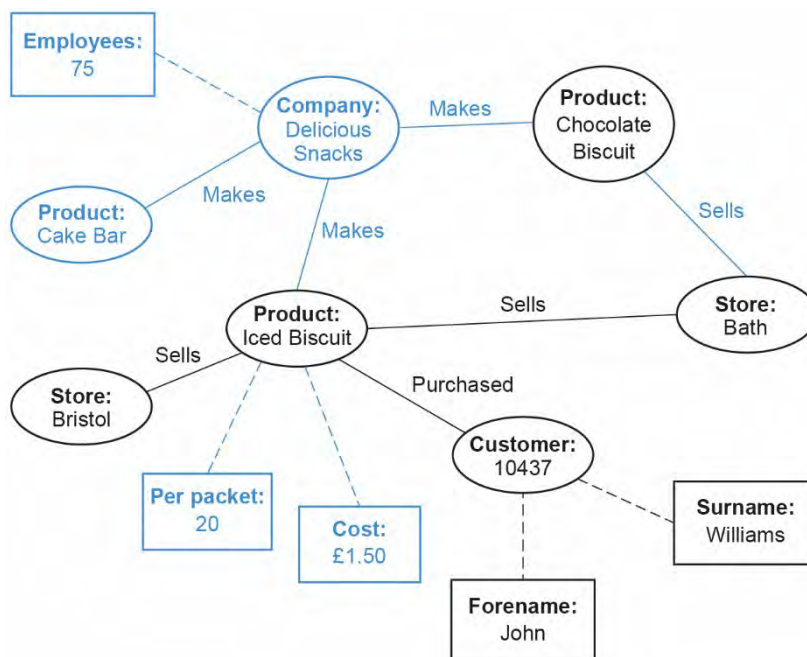 Employees:
75
Company:
Delicious
Snacks
Makes
Product:
Chocolate
Biscuit
Makes
Product:
Cake Bar
Makes
Sells
Product:
Iced Biscuit
Sells
Store:
Bath
Sells
Store:
Bristol
Purchased
Customer:
10437
Per packet:
20
Cost:
£1.50
Surname:
Williams
Forename:
John